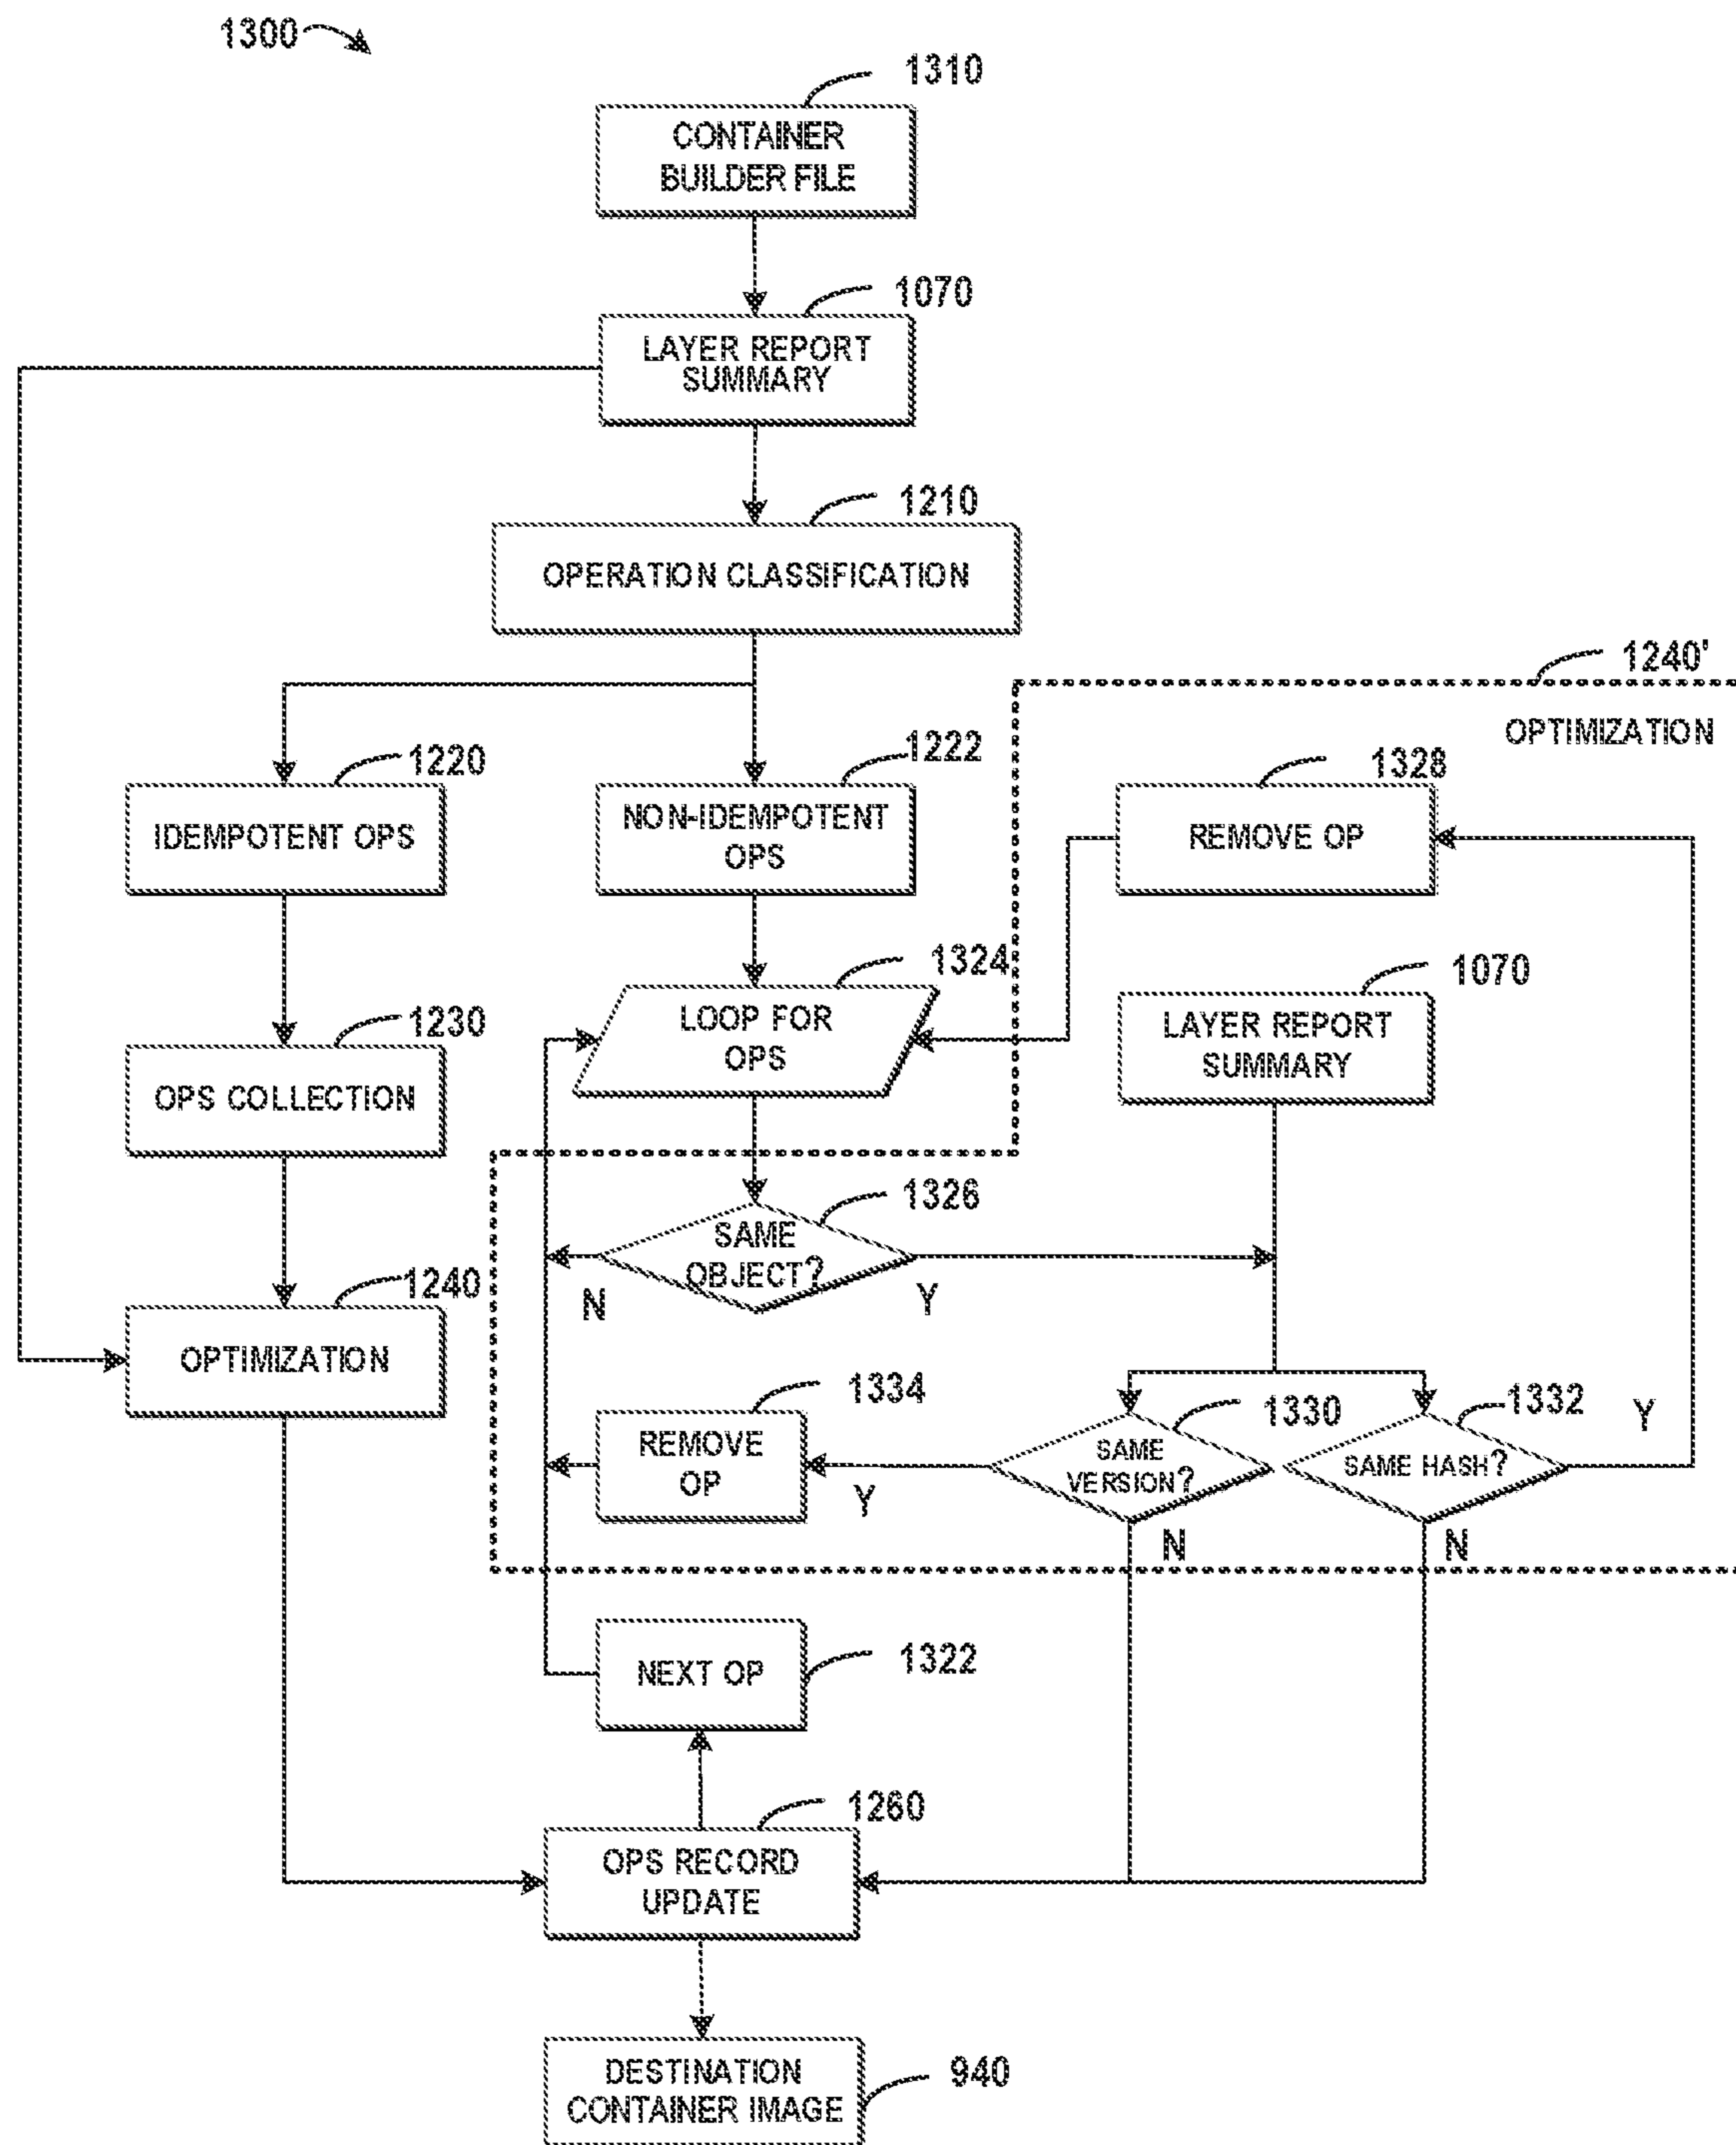 1300
1310
CONTAINER
BUILDER FILE
1070
LAYER REPORT
SUMMARY
1210
OPERATION CLASSIFICATION
1240'
OPTIMIZATION
1220
IDEMPOTENT OPS
1222
NON-IDEMPOTENT
OPS
1328
REMOVE OP
1324
LOOP FOR
OPS
1070
LAYER REPORT
SUMMARY
1230
OPS COLLECTION
1326
SAME
OBJECT?
N
Y
1240
OPTIMIZATION
1334
REMOVE
OP
Y
1330
SAME
VERSION?
N
1332
SAME HASH?
Y
N
1322
NEXT OP
1260
OPS RECORD
UPDATE
940
DESTINATION
CONTAINER IMAGE